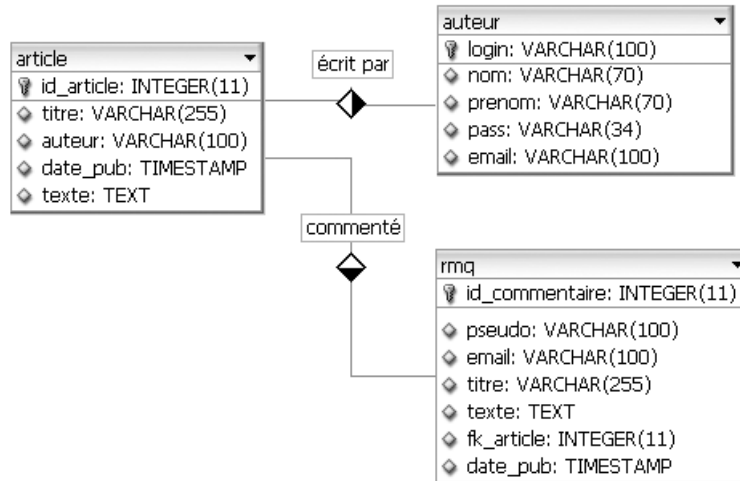 article
id_article: INTEGER(11)
titre: VARCHAR(255)
auteur: VARCHAR(100)
date_pub: TIMESTAMP
texte: TEXT
écrit par
auteur
login: VARCHAR(100)
nom: VARCHAR(70)
prenom: VARCHAR(70)
pass: VARCHAR(34)
email: VARCHAR(100)
commenté
rmq
id_commentaire: INTEGER(11)
pseudo: VARCHAR(100)
email: VARCHAR(100)
titre: VARCHAR(255)
texte: TEXT
fk_article: INTEGER(11)
date_pub: TIMESTAMP